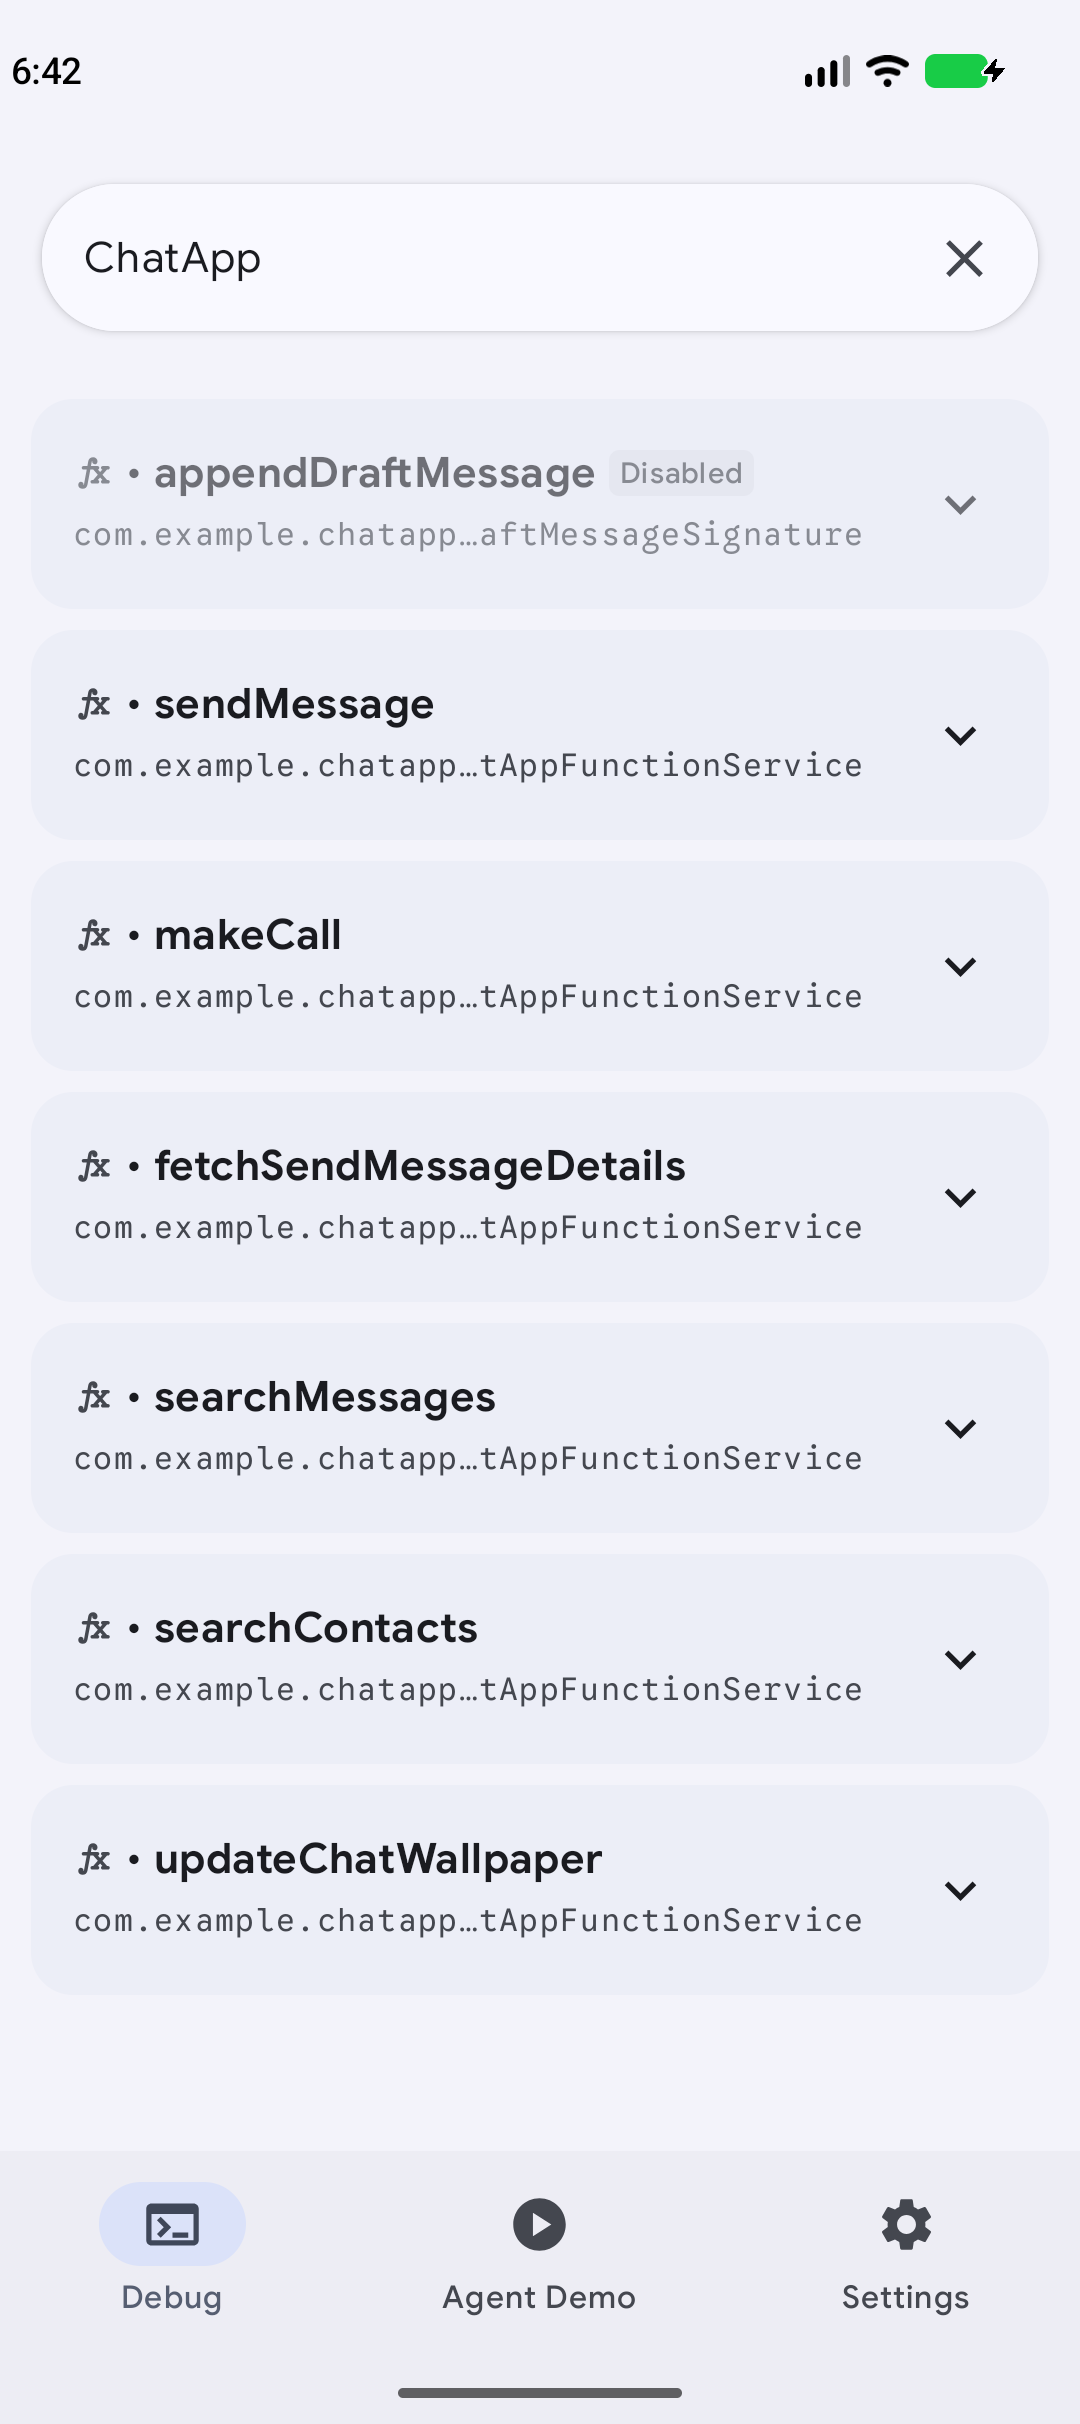 6:42
ChatApp
fx • appendDraftMessage Disabled
com.example.chatapp…aftMessageSignature
fx • sendMessage
com.example.chatapp…tAppFunctionService
fx • makeCall
com.example.chatapp…tAppFunctionService
fx • fetchSendMessageDetails
com.example.chatapp…tAppFunctionService
fx • searchMessages
com.example.chatapp…tAppFunctionService
fx • searchContacts
com.example.chatapp…tAppFunctionService
fx • updateChatWallpaper
com.example.chatapp…tAppFunctionService
Debug Agent Demo Settings